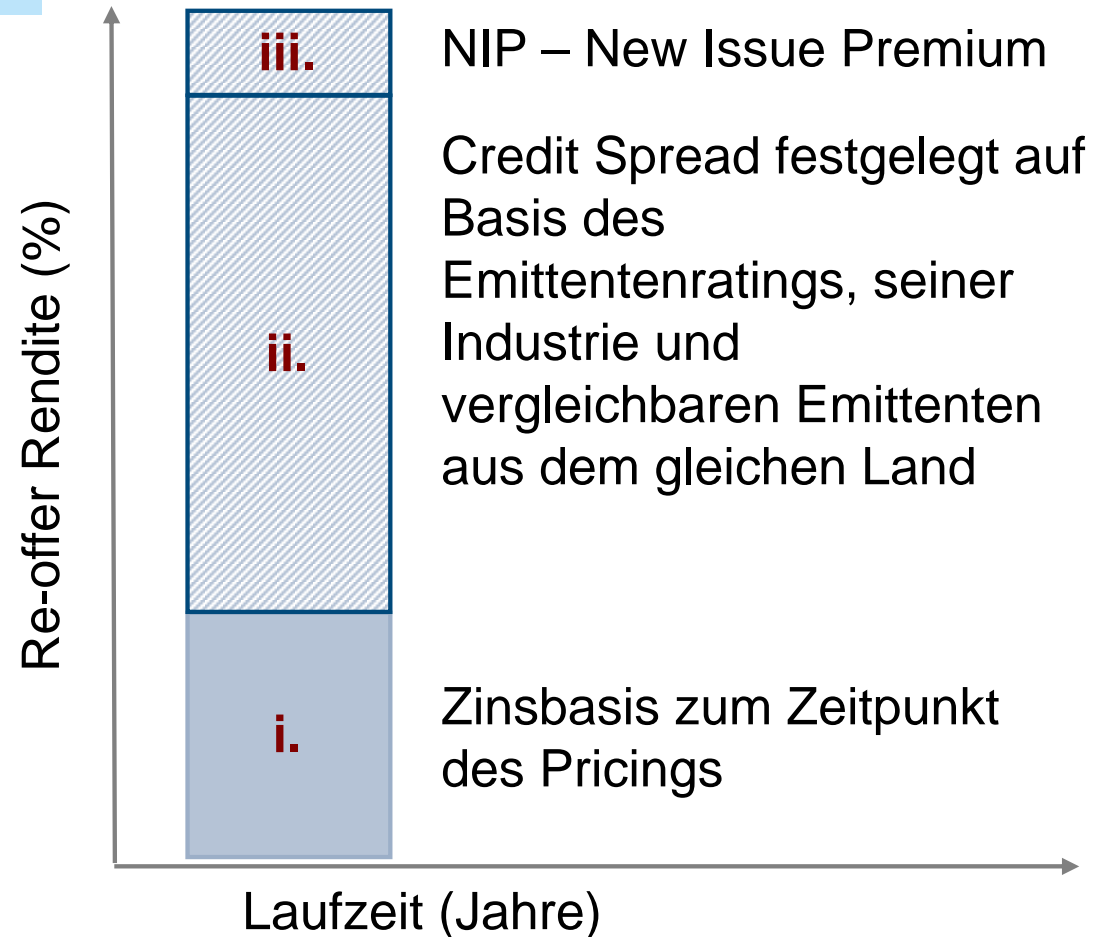 iii.
NIP – New Issue Premium
Credit Spread festgelegt auf
Basis des
Emittentenratings, seiner
Industrie und
vergleichbaren Emittenten
aus dem gleichen Land
ii.
Re-offer Rendite (%)
i.
Zinsbasis zum Zeitpunkt
des Pricings
Laufzeit (Jahre)